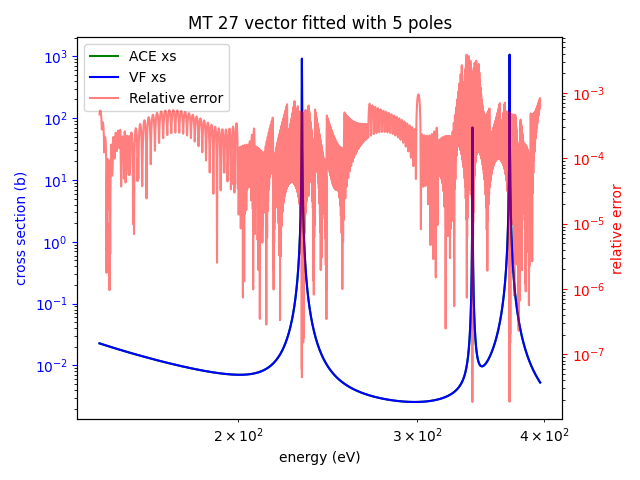 MT 27 vector fitted with 5 poles
ACE xs
VF xs
Relative error
10³
10²
10¹
10⁰
10⁻¹
10⁻²
cross section (b)
10⁻³
10⁻⁴
10⁻⁵
10⁻⁶
10⁻⁷
relative error
2 × 10² 3 × 10² 4 × 10²
energy (eV)